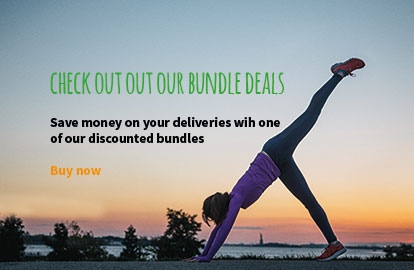 CHECK OUT OUT OUR BUNDLE DEALS
Save money on your deliveries wih one
of our discounted bundles
Buy now